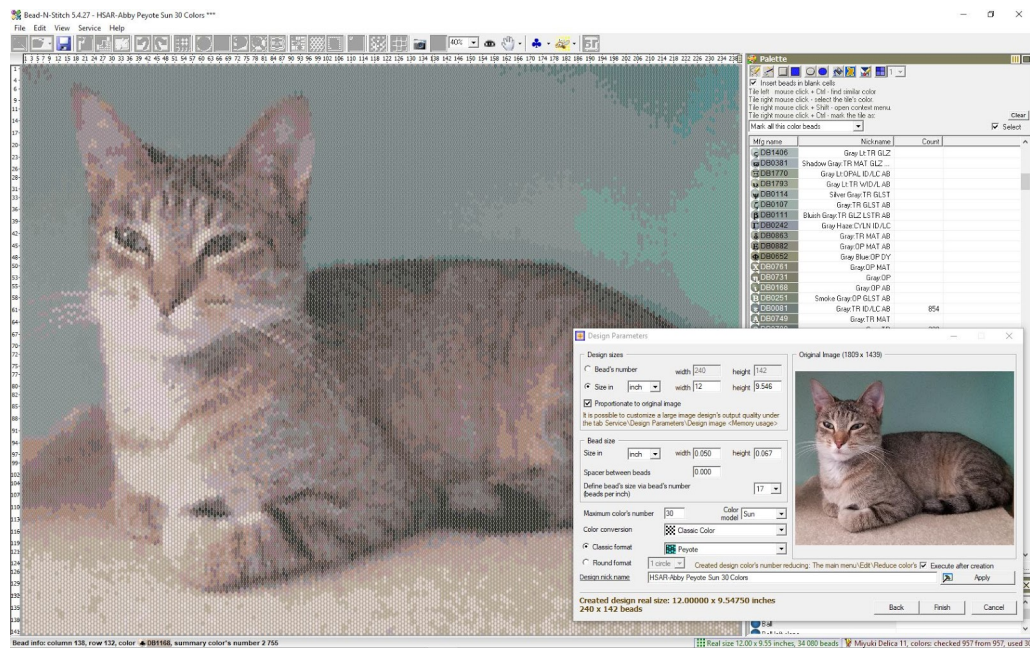 Bead-N-Stitch 5.4.27 - HSAR-Abby Peyote Sun 30 Colors ***
File Edit View Service Help
40%
Palette
1
Insert beads in blank cells
Tile left - mouse click + Ctrl - find similar color
Tile right mouse click - select the tile's color.
Tile right mouse click + Shift - open context menu.
Tile right mouse click + Ctrl - mark the tile as:
Clear
Mark all this color beads
Select
Mfg name Nickname Count
DB1406 Gray Lt:TR GLZ
DB0381 Shadow Gray:TR MAT GLZ ...
DB1770 Gray Lt:OPAL ID/LC AB
DB1793 Gray Lt:TR WID/L AB
DB0114 Silver Gray:TR GLST
DB0107 Gray:TR GLST AB
DB0111 Bluish Gray:TR GLZ LSTR AB
DB0242 Gray Haze:CYLN ID/LC
DB0863 Gray:TR MAT AB
DB0882 Gray:OP MAT AB
DB0652 Gray Blue:OP DY
DB0761 Gray:OP MAT
DB0731 Gray:OP
DB0168 Gray:OP AB
DB0251 Smoke Gray:OP GLST AB
DB0081 Gray:TR ID/LC AB 854
DB0749 Gray:TR MAT
Design Parameters
Design sizes
Bead's number width 240 height 142
Size in inch width 12 height 9.546
Proportionate to original image
It is possible to customize a large image design's output quality under
the tab Service\Design Parameters\Design image <Memory usage>
Bead size
Size in inch width 0.050 height 0.067
Spacer between beads 0.000
Define bead's size via bead's number
(beads per inch) 17
Maximum color's number 30 Color model Sun
Color conversion Classic Color
Classic format Peyote
Round format 1 circle Created design color's number reducing: The main menu\Edit\Reduce color's
Execute after creation
Design nick name HSAR-Abby Peyote Sun 30 Colors Apply
Original Image (1809 x 1439)
Created design real size: 12.00000 x 9.54750 inches
240 x 142 beads
Back Finish Cancel
Ball
Bead info: column 138, row 132, color DB1168, summary color's number 2 755
Real size 12.00 x 9.55 inches, 34 080 beads
Miyuki Delica 11, colors: checked 957 from 957, used 30